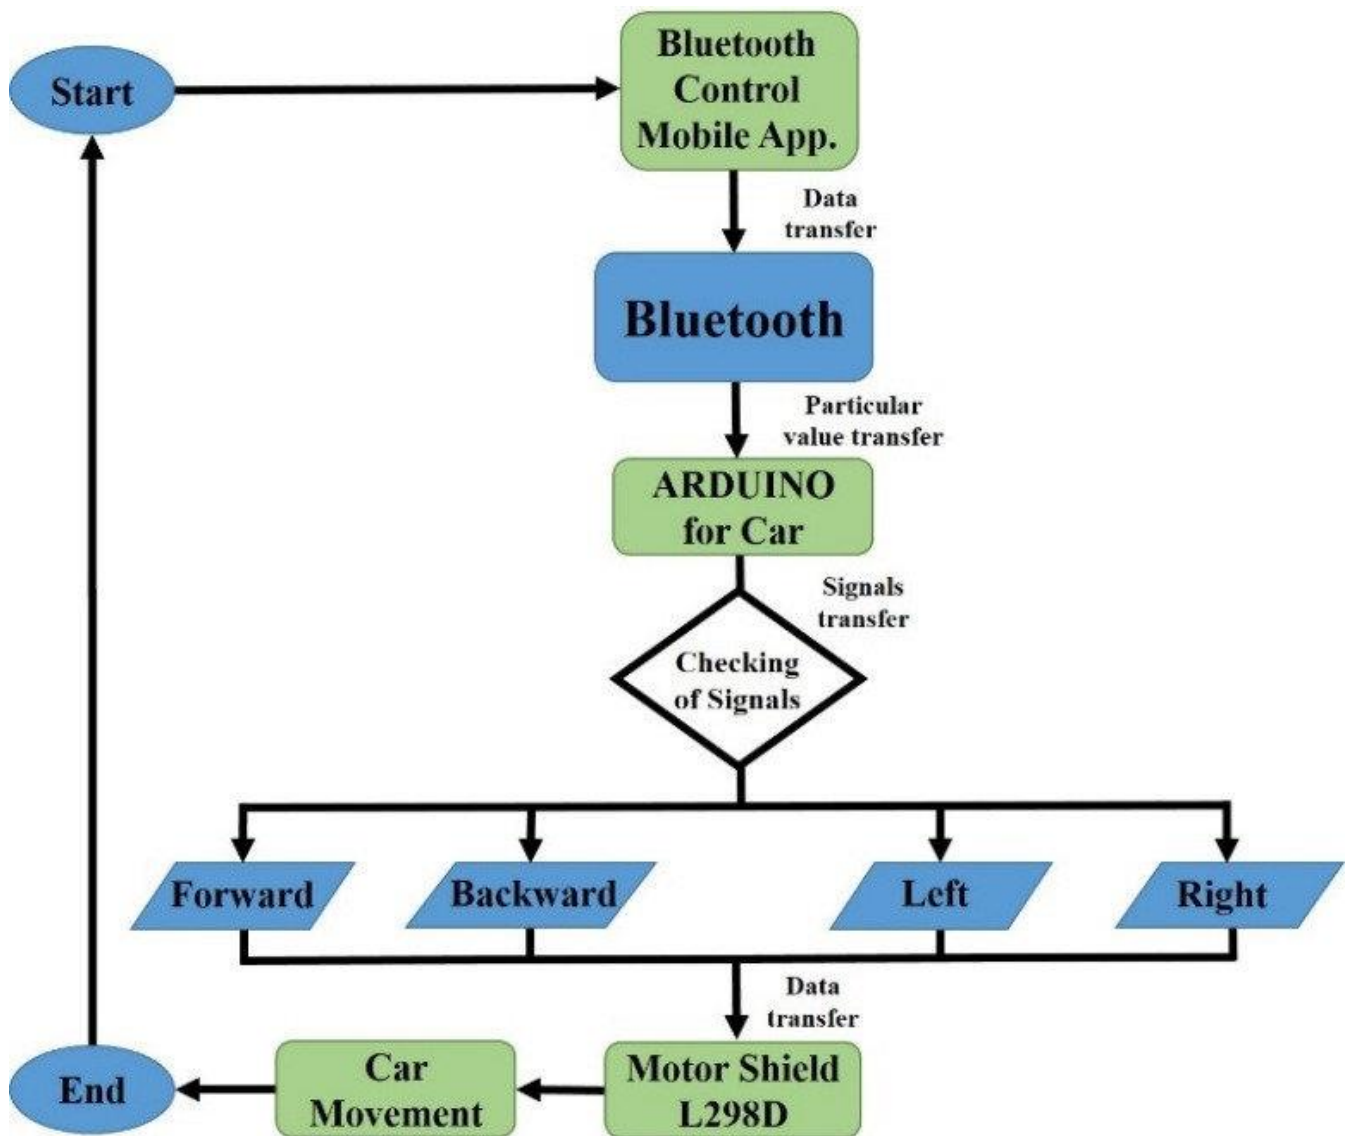 Start
Bluetooth
Control
Mobile App.
Data
transfer
Bluetooth
Particular
value transfer
ARDUINO
for Car
Signals
transfer
Checking
of Signals
Forward
Backward
Left
Right
Data
transfer
Motor Shield
L298D
Car
Movement
End